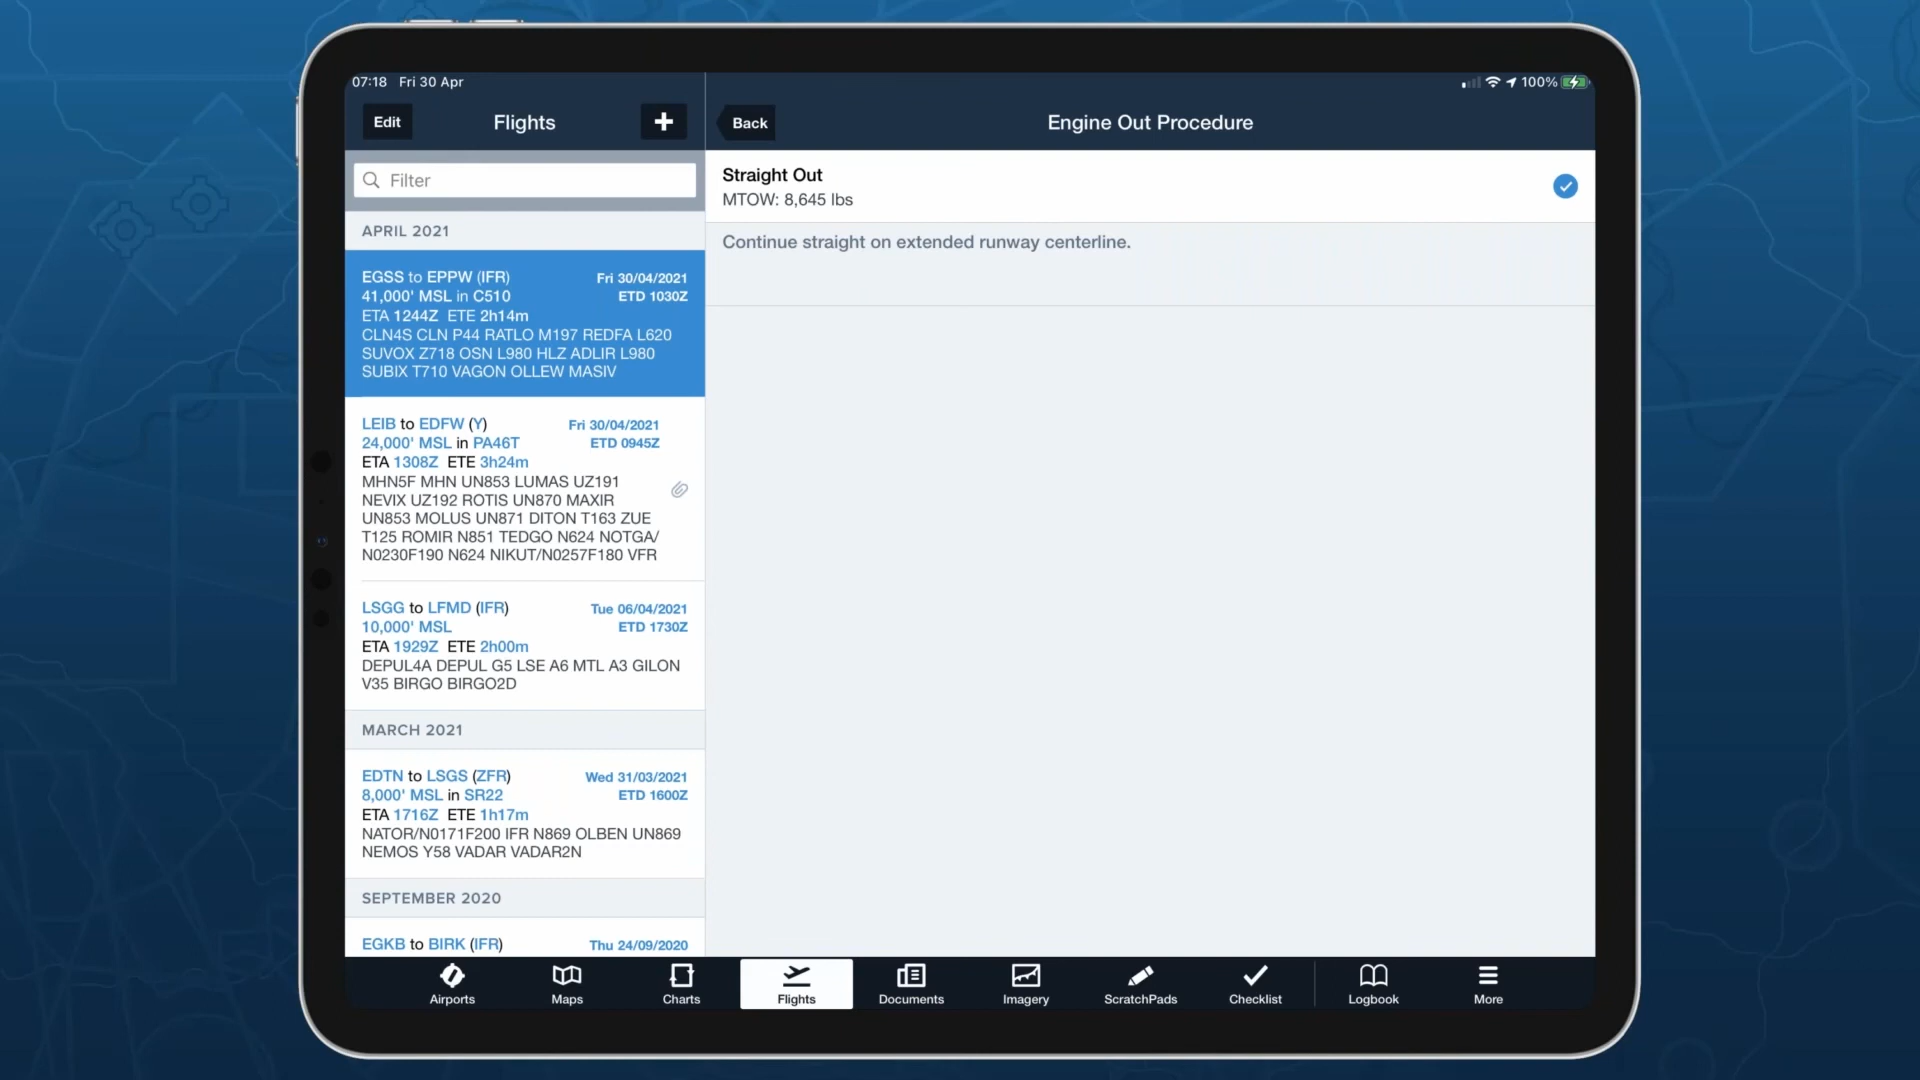 07:18 Fri 30 Apr
100%
Edit
Flights
Back
Engine Out Procedure
Filter
Straight Out
MTOW: 8,645 lbs
Continue straight on extended runway centerline.
APRIL 2021
EGSS to EPPW (IFR) Fri 30/04/2021
41,000' MSL in C510 ETD 1030Z
ETA 1244Z ETE 2h14m
CLN4S CLN P44 RATLO M197 REDFA L620
SUVOX Z718 OSN L980 HLZ ADLIR L980
SUBIX T710 VAGON OLLEW MASIV
LEIB to EDFW (Y) Fri 30/04/2021
24,000' MSL in PA46T ETD 0945Z
ETA 1308Z ETE 3h24m
MHN5F MHN UN853 LUMAS UZ191
NEVIX UZ192 ROTIS UN870 MAXIR
UN853 MOLUS UN871 DITON T163 ZUE
T125 ROMIR N851 TEDGO N624 NOTGA/
N0230F190 N624 NIKUT/N0257F180 VFR
LSGG to LFMD (IFR) Tue 06/04/2021
10,000' MSL ETD 1730Z
ETA 1929Z ETE 2h00m
DEPUL4A DEPUL G5 LSE A6 MTL A3 GILON
V35 BIRGO BIRGO2D
MARCH 2021
EDTN to LSGS (ZFR) Wed 31/03/2021
8,000' MSL in SR22 ETD 1600Z
ETA 1716Z ETE 1h17m
NATOR/N0171F200 IFR N869 OLBEN UN869
NEMOS Y58 VADAR VADAR2N
SEPTEMBER 2020
EGKB to BIRK (IFR) Thu 24/09/2020
Airports Maps Charts Flights Documents Imagery ScratchPads Checklist Logbook More